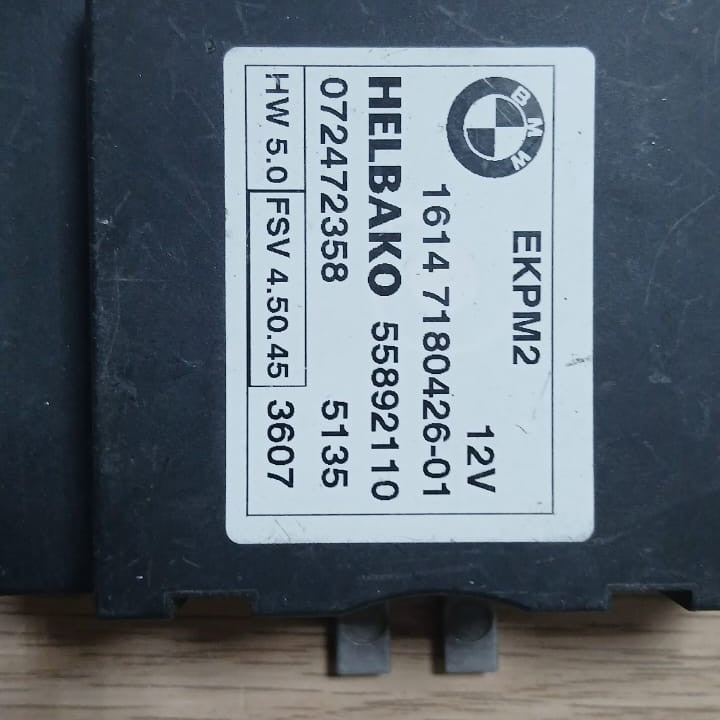 BMW
EKPM2
12V
1614 7180426-01
HELBAKO 55892110
072472358 5135
HW 5.0 FSV 4.50.45 3607